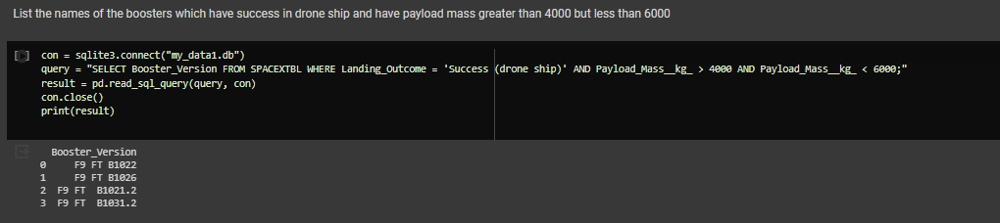 List the names of the boosters which have success in drone ship and have payload mass greater than 4000 but less than 6000
con = sqlite3.connect("my_data1.db")
query = "SELECT Booster_Version FROM SPACEXTBL WHERE Landing_Outcome = 'Success (drone ship)' AND Payload_Mass__kg_ > 4000 AND Payload_Mass__kg_ < 6000;"
result = pd.read_sql_query(query, con)
con.close()
print(result)
Booster_Version
0 F9 FT B1022
1 F9 FT B1026
2 F9 FT  B1021.2
3 F9 FT  B1031.2